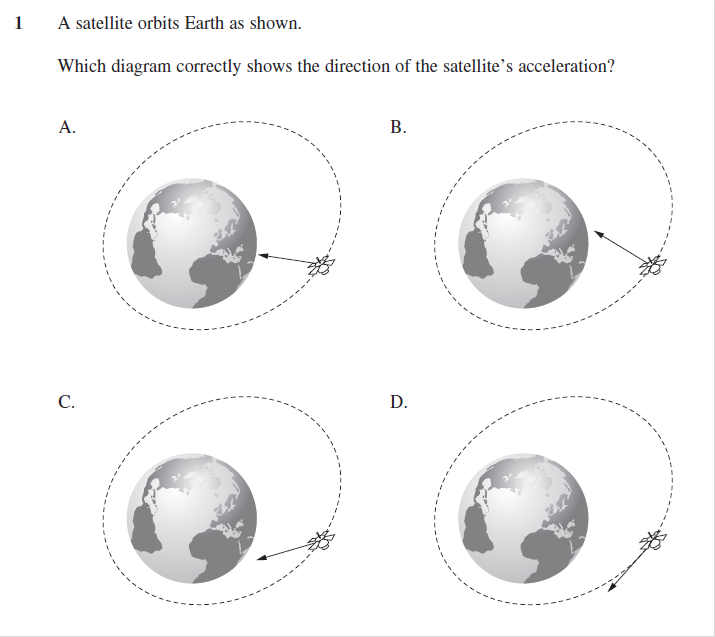 1 A satellite orbits Earth as shown.
Which diagram correctly shows the direction of the satellite’s acceleration?
A. B.
C. D.